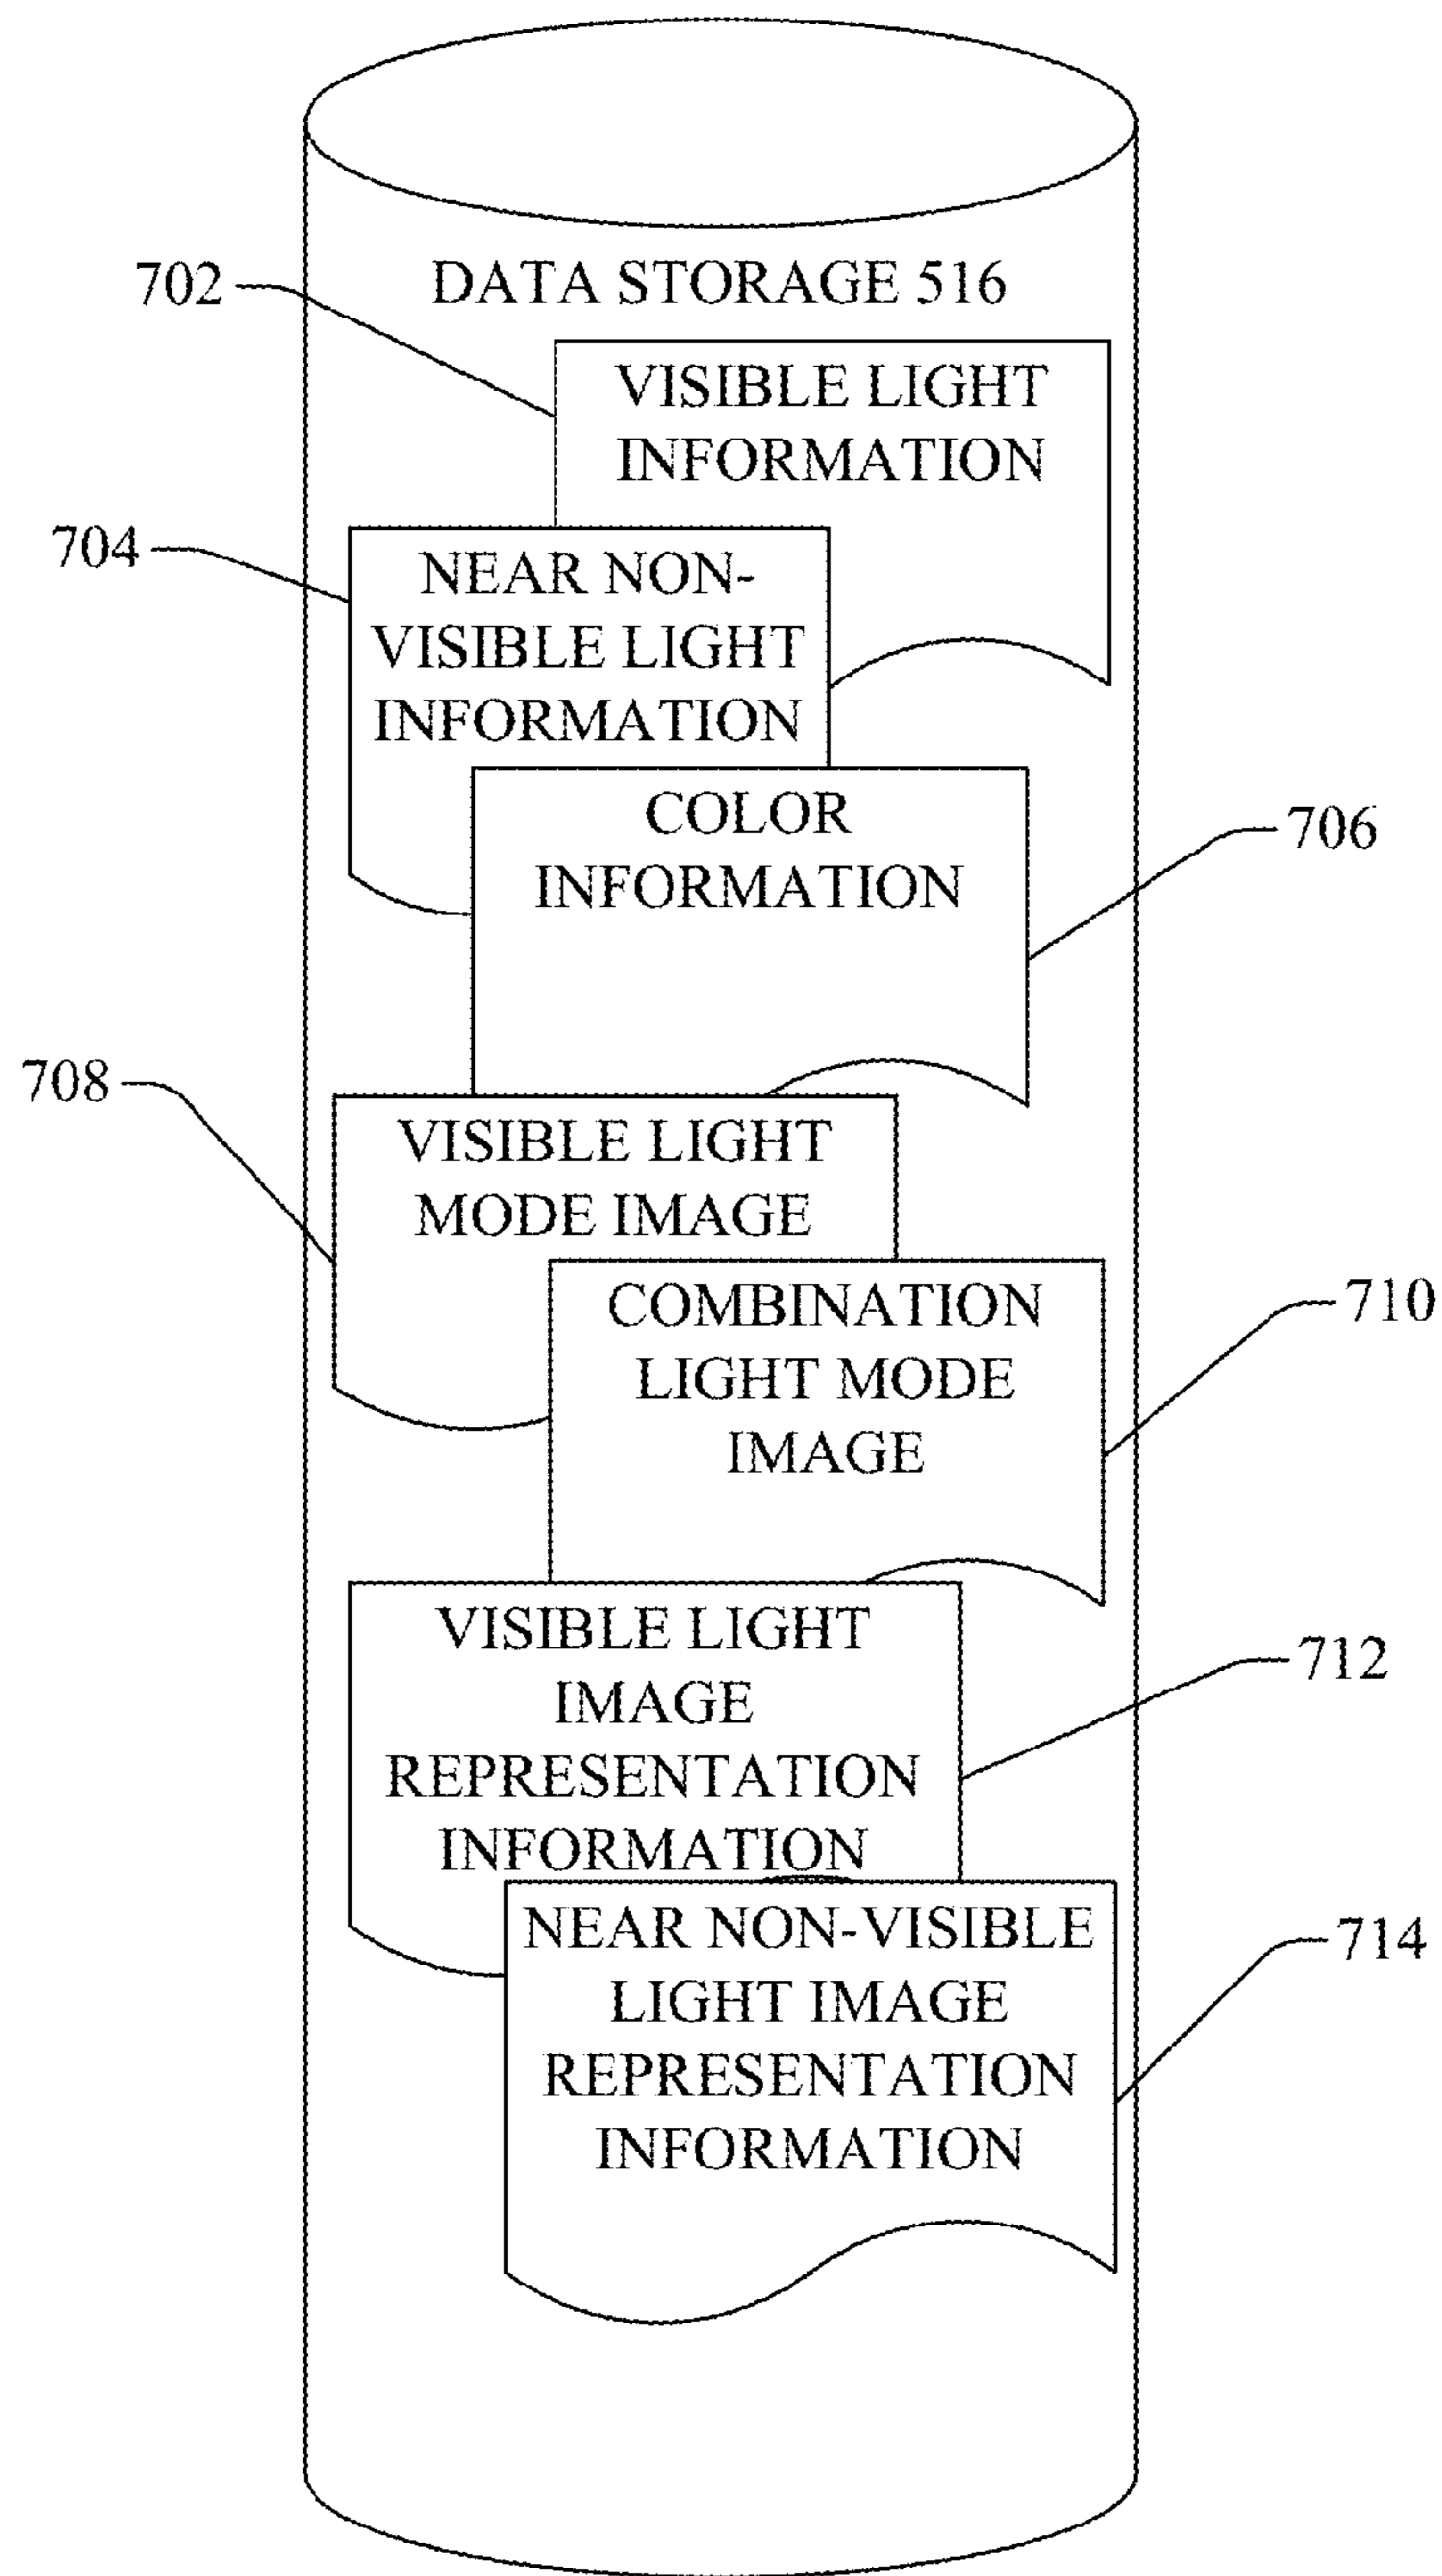 DATA STORAGE 516
702
VISIBLE LIGHT
INFORMATION
704
NEAR NON-
VISIBLE LIGHT
INFORMATION
COLOR
INFORMATION
706
708
VISIBLE LIGHT
MODE IMAGE
COMBINATION
LIGHT MODE
IMAGE
710
VISIBLE LIGHT
IMAGE
REPRESENTATION
INFORMATION
712
NEAR NON-VISIBLE
LIGHT IMAGE
REPRESENTATION
INFORMATION
714